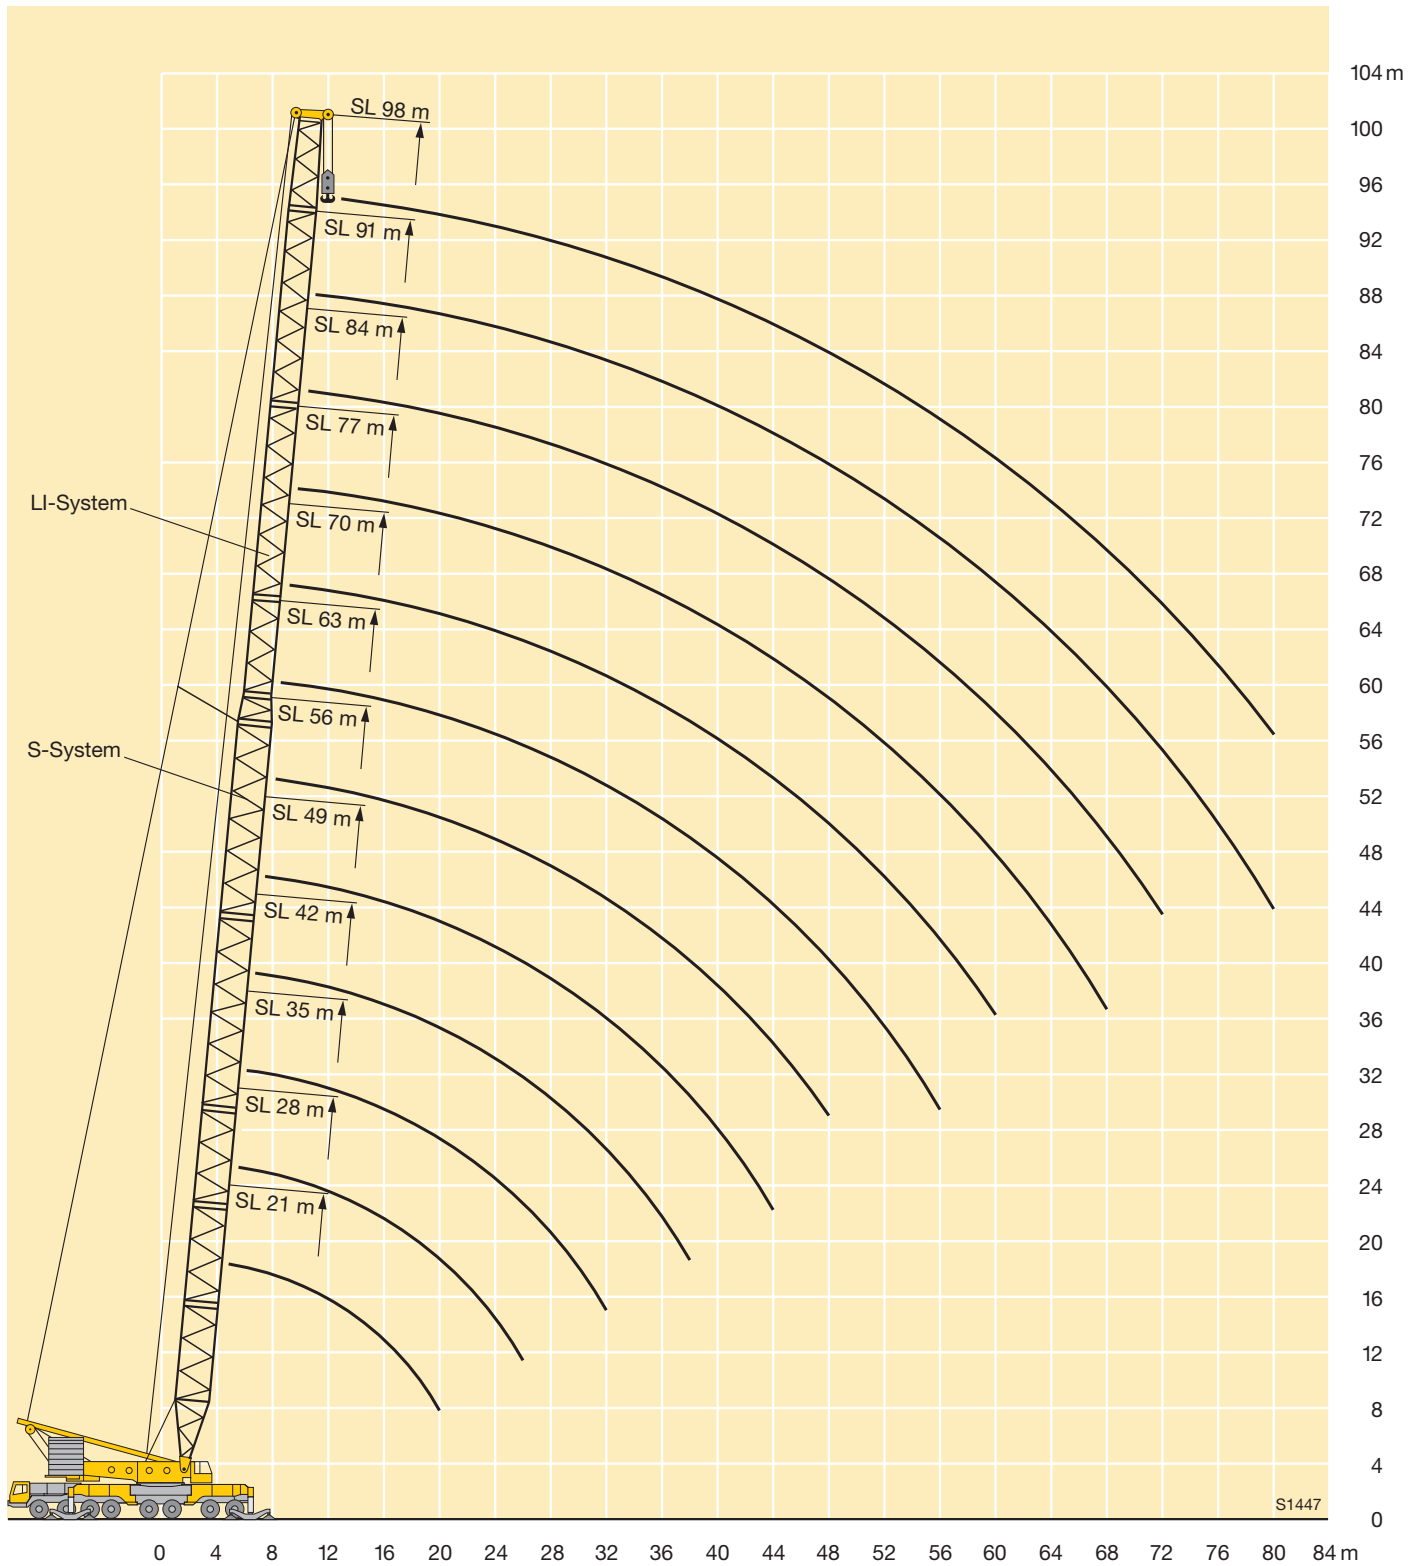 104 m
SL 98 m
100
96
SL 91 m
92
88
SL 84 m
84
80
SL 77 m
76
LI-System
72
SL 70 m
68
SL 63 m
64
60
SL 56 m
56
S-System
52
SL 49 m
48
44
SL 42 m
40
36
SL 35 m
32
SL 28 m
28
24
SL 21 m
20
16
12
8
4
S1447
0
0 4 8 12 16 20 24 28 32 36 40 44 48 52 56 60 64 68 72 76 80 84 m